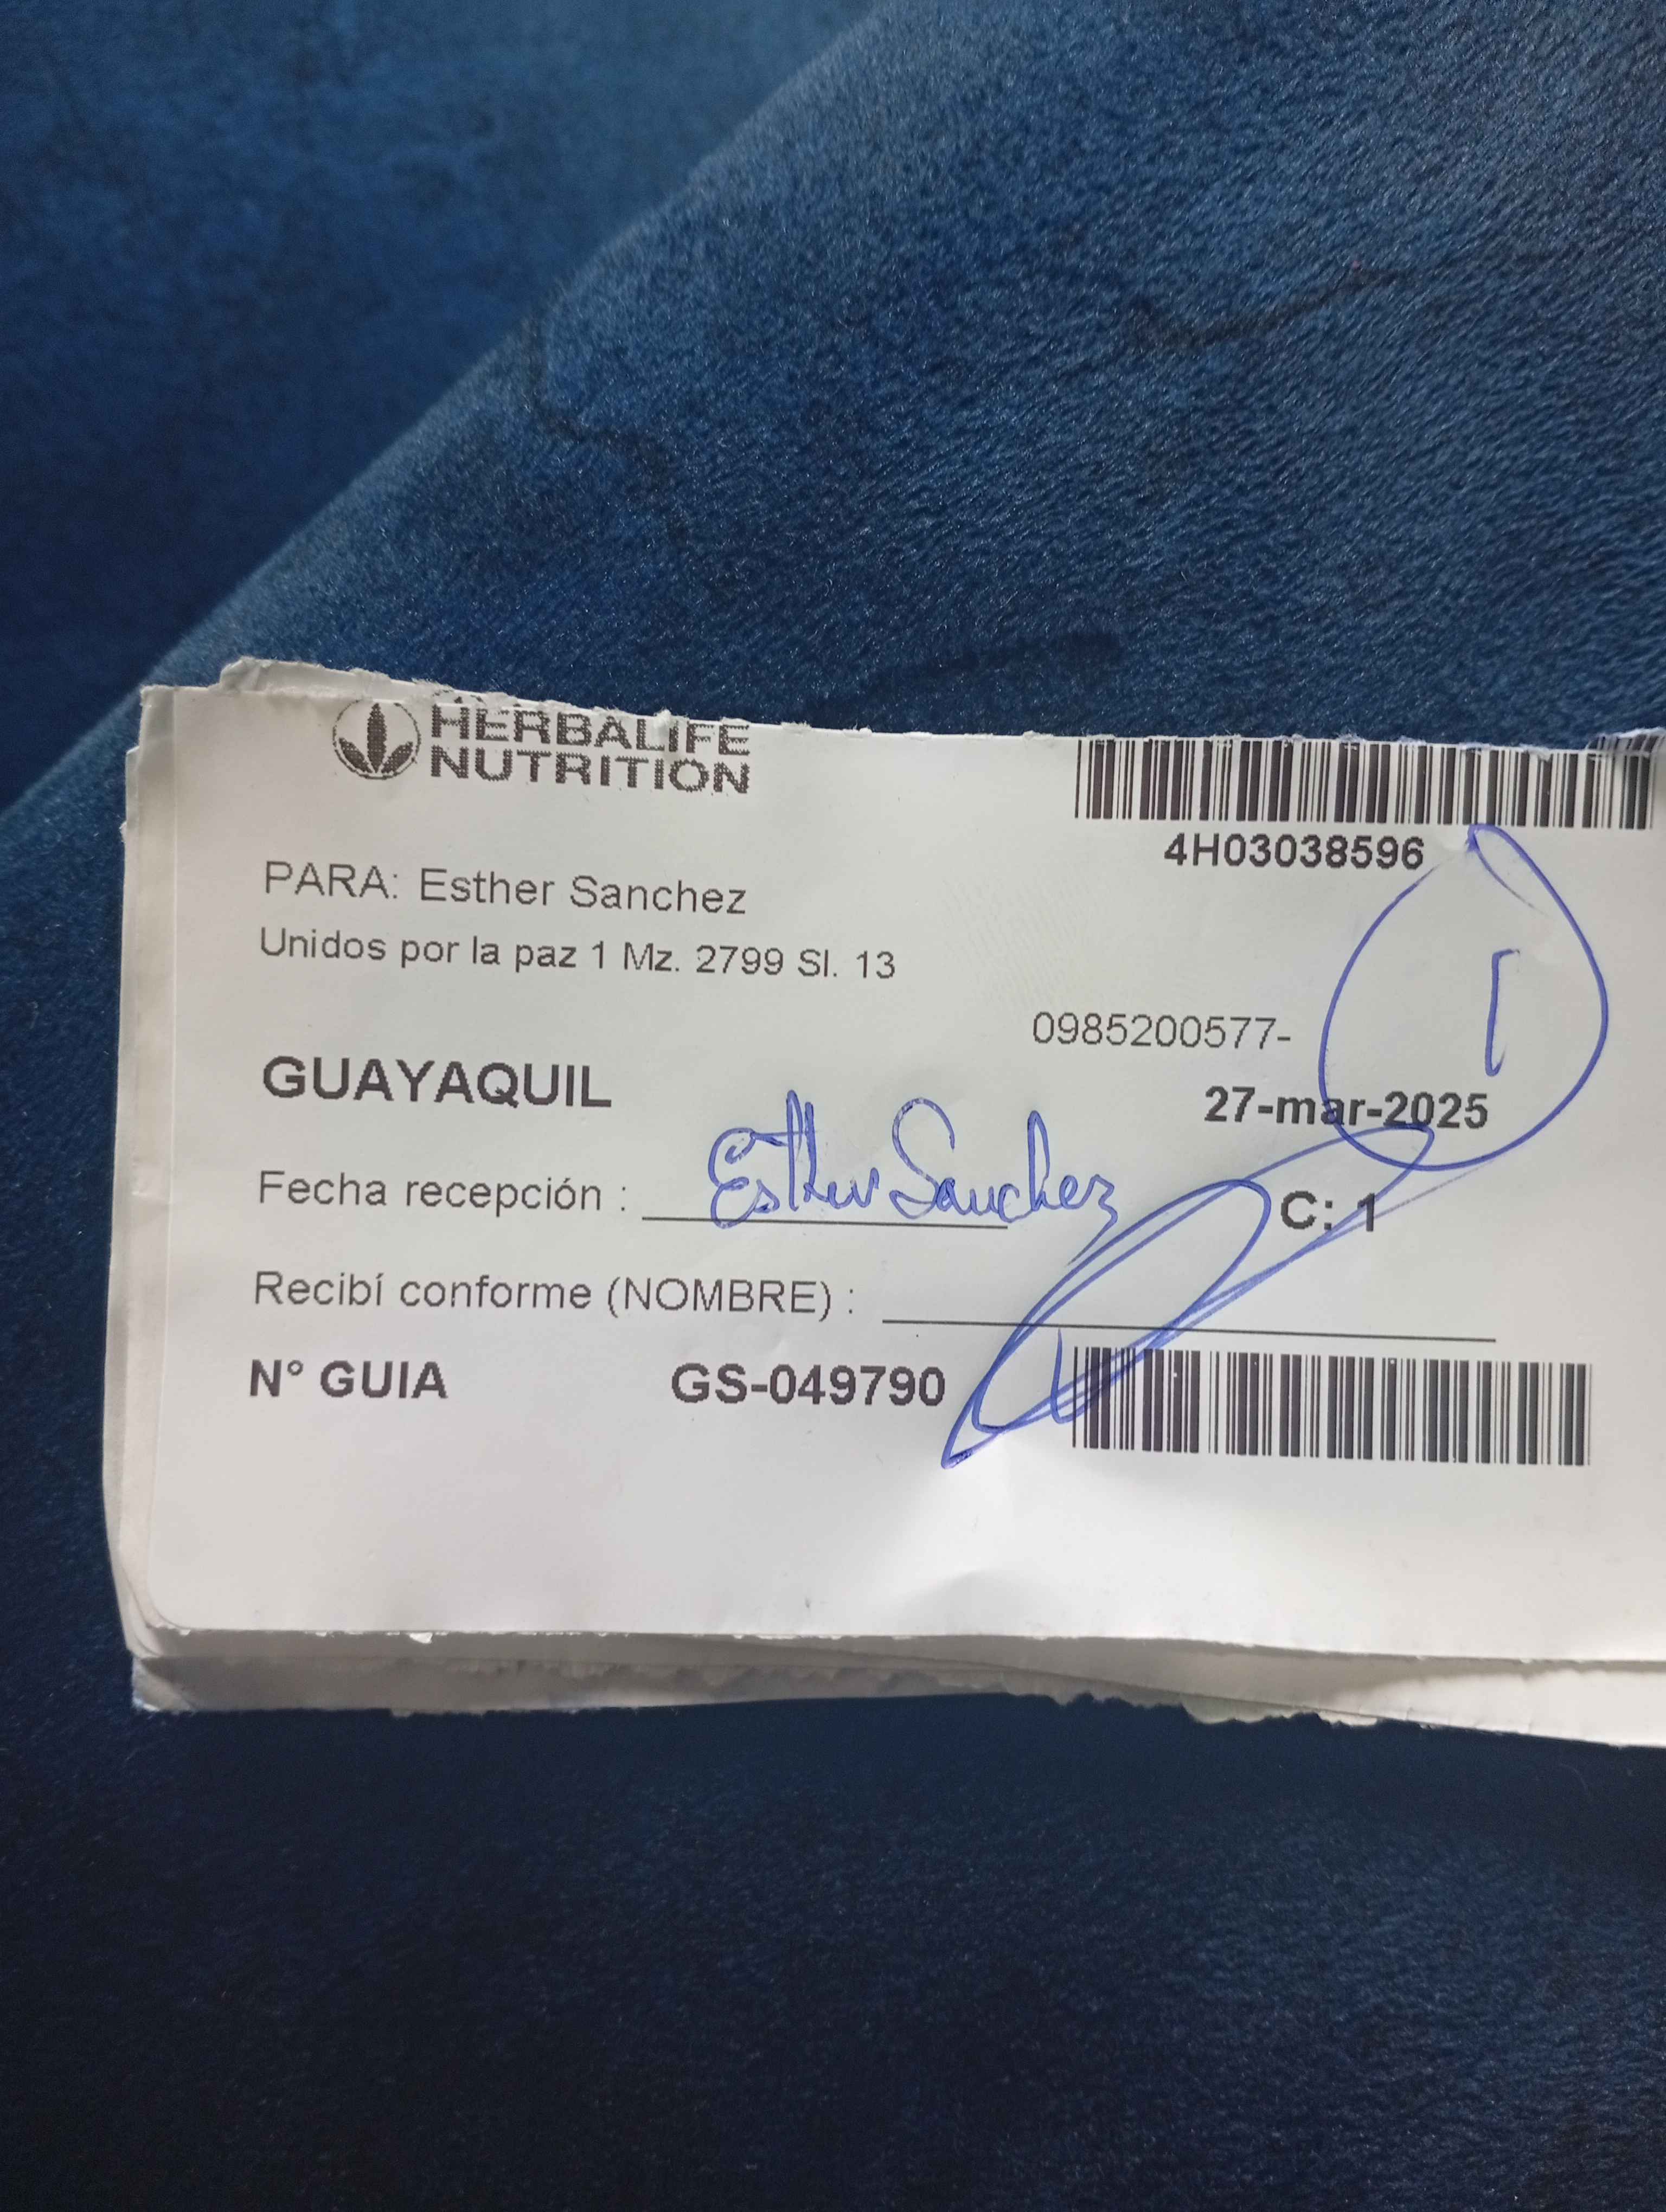 HERBALIFE
NUTRITION
4H03038596
PARA: Esther Sanchez
Unidos por la paz 1 Mz. 2799 Sl. 13
0985200577-
1
GUAYAQUIL
27-mar-2025
Fecha recepción : Esther Sanchez
C: 1
Recibí conforme (NOMBRE) :
N° GUIA GS-049790